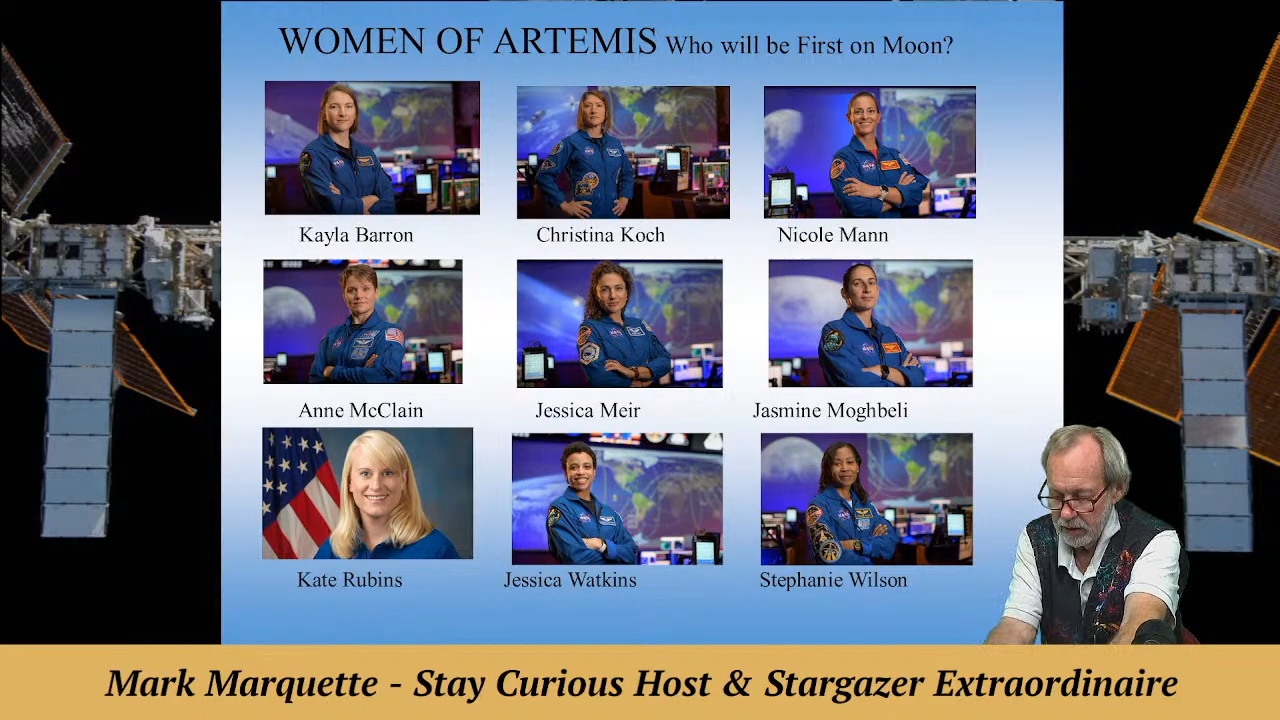 WOMEN OF ARTEMIS Who will be First on Moon?
Kayla Barron Christina Koch Nicole Mann
Anne McClain Jessica Meir Jasmine Moghbeli
Kate Rubins Jessica Watkins Stephanie Wilson
Mark Marquette - Stay Curious Host & Stargazer Extraordinaire